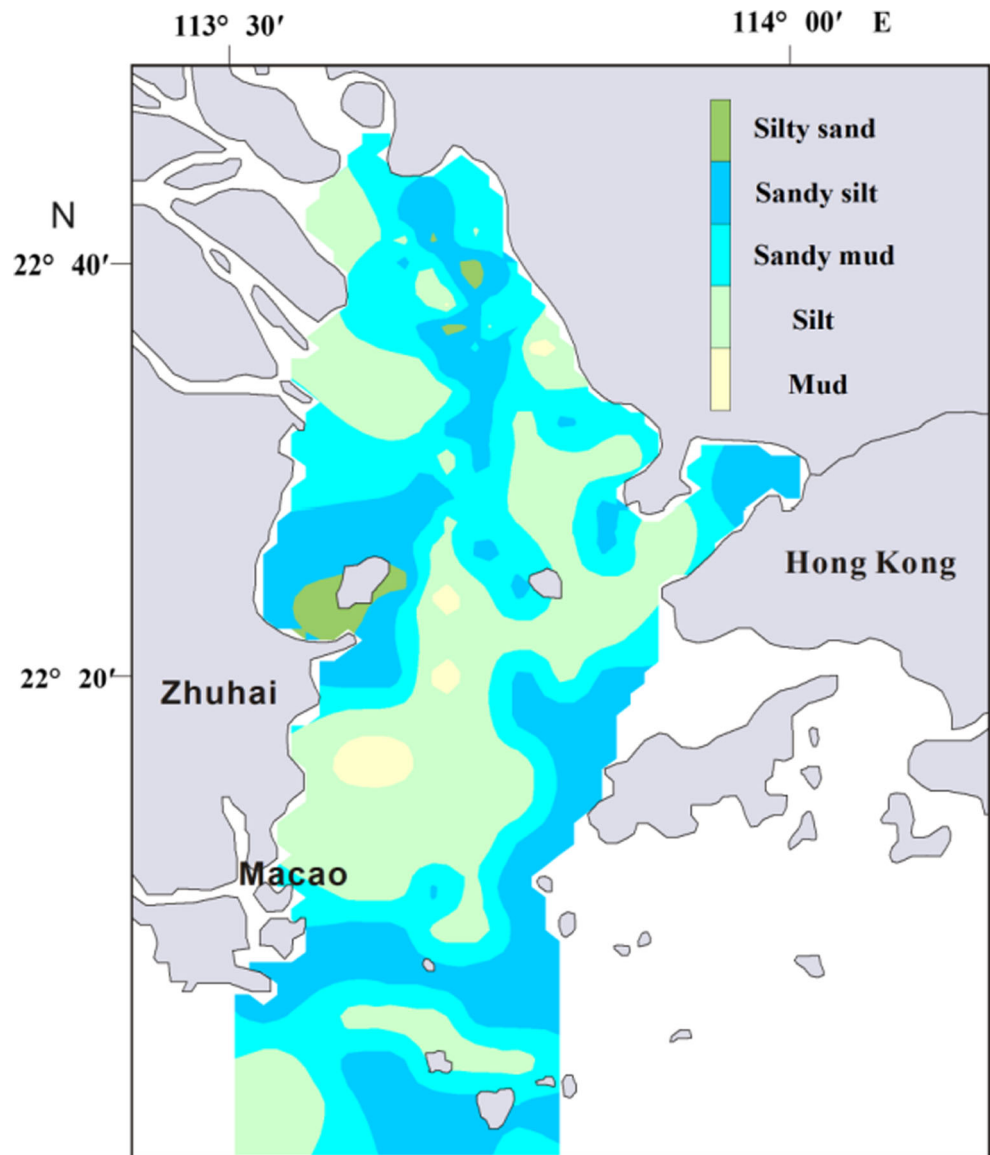 113° 30′
114° 00′ E
Silty sand
Sandy silt
N
Sandy mud
22° 40′
Silt
Mud
Hong Kong
22° 20′
Zhuhai
Macao